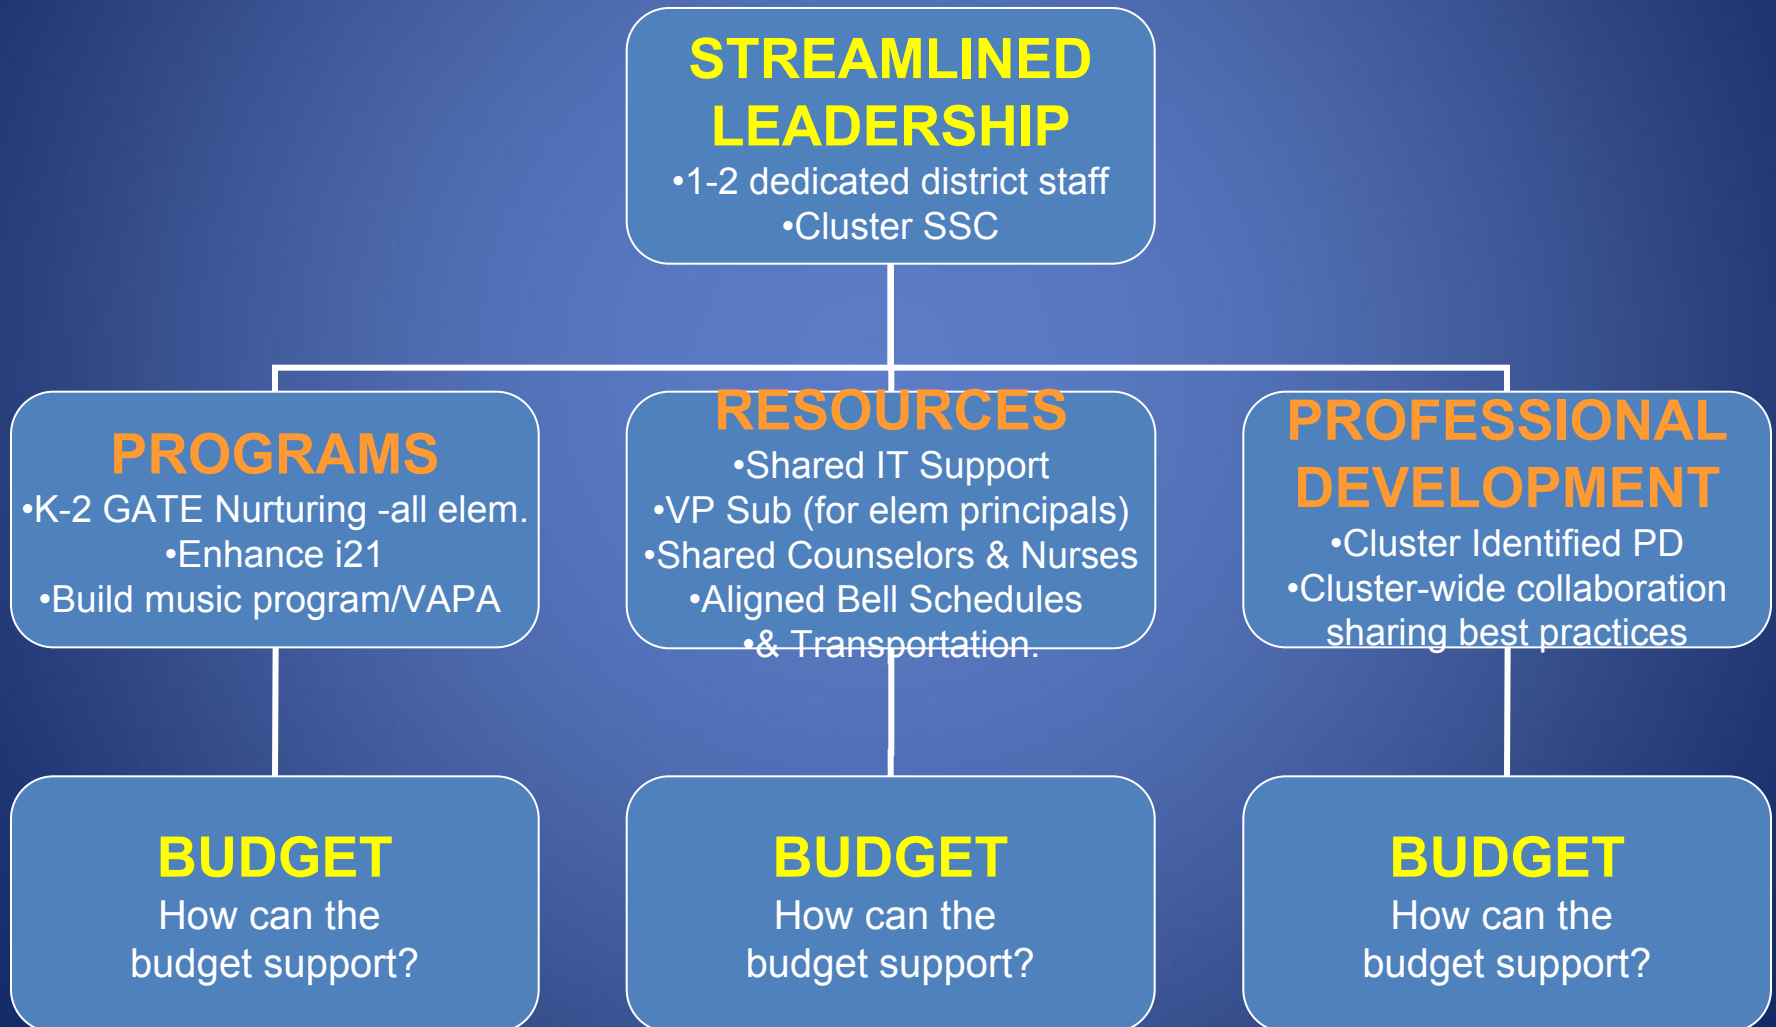 STREAMLINED
LEADERSHIP
•1-2 dedicated district staff
•Cluster SSC
PROGRAMS
•K-2 GATE Nurturing -all elem.
•Enhance i21
•Build music program/VAPA
RESOURCES
•Shared IT Support
•VP Sub (for elem principals)
•Shared Counselors & Nurses
•Aligned Bell Schedules
•& Transportation.
PROFESSIONAL
DEVELOPMENT
•Cluster Identified PD
•Cluster-wide collaboration
sharing best practices
BUDGET
How can the
budget support?
BUDGET
How can the
budget support?
BUDGET
How can the
budget support?